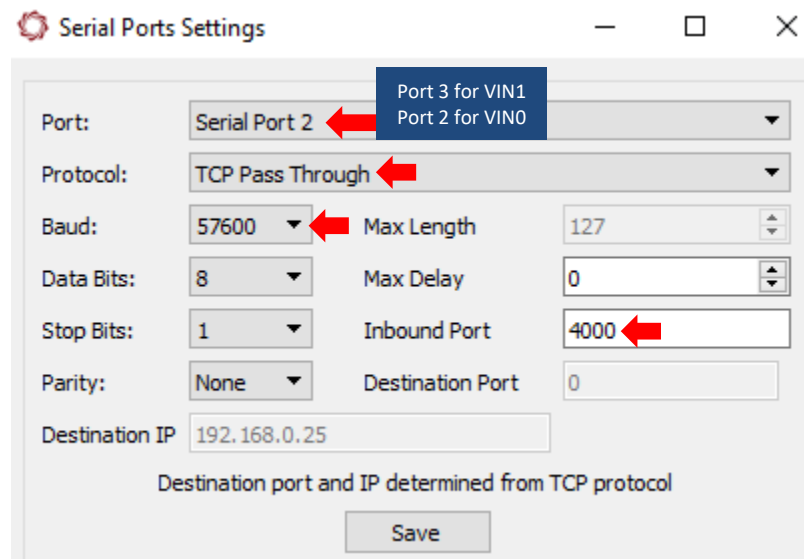 Serial Ports Settings
Port 3 for VIN1
Port 2 for VIN0
Port: Serial Port 2
Protocol: TCP Pass Through
Baud: 57600 Max Length 127
Data Bits: 8 Max Delay 0
Stop Bits: 1 Inbound Port 4000
Parity: None Destination Port 0
Destination IP 192.168.0.25
Destination port and IP determined from TCP protocol
Save